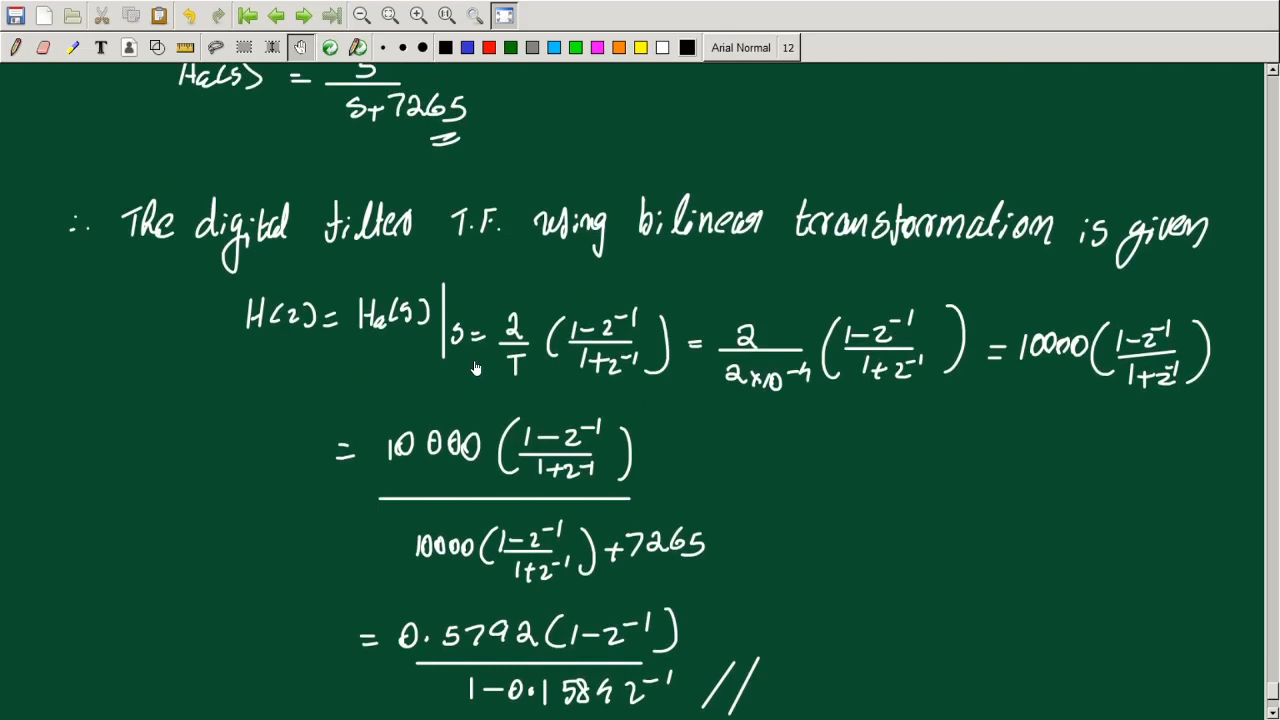 Arial Normal 12
Ha(s) = s / (s+7265)
∴ The digital filter T.F. using bilinear transformation is given
H(z) = Ha(s) | s = 2/T ((1-z⁻¹)/(1+z⁻¹)) = 2/(2×10⁻⁴) ((1-z⁻¹)/(1+z⁻¹)) = 10000((1-z⁻¹)/(1+z⁻¹))
= 10000 ((1-z⁻¹)/(1+z⁻¹))
10000((1-z⁻¹)/(1+z⁻¹)) + 7265
= 0.5792(1-z⁻¹)
1-0.1584z⁻¹ //